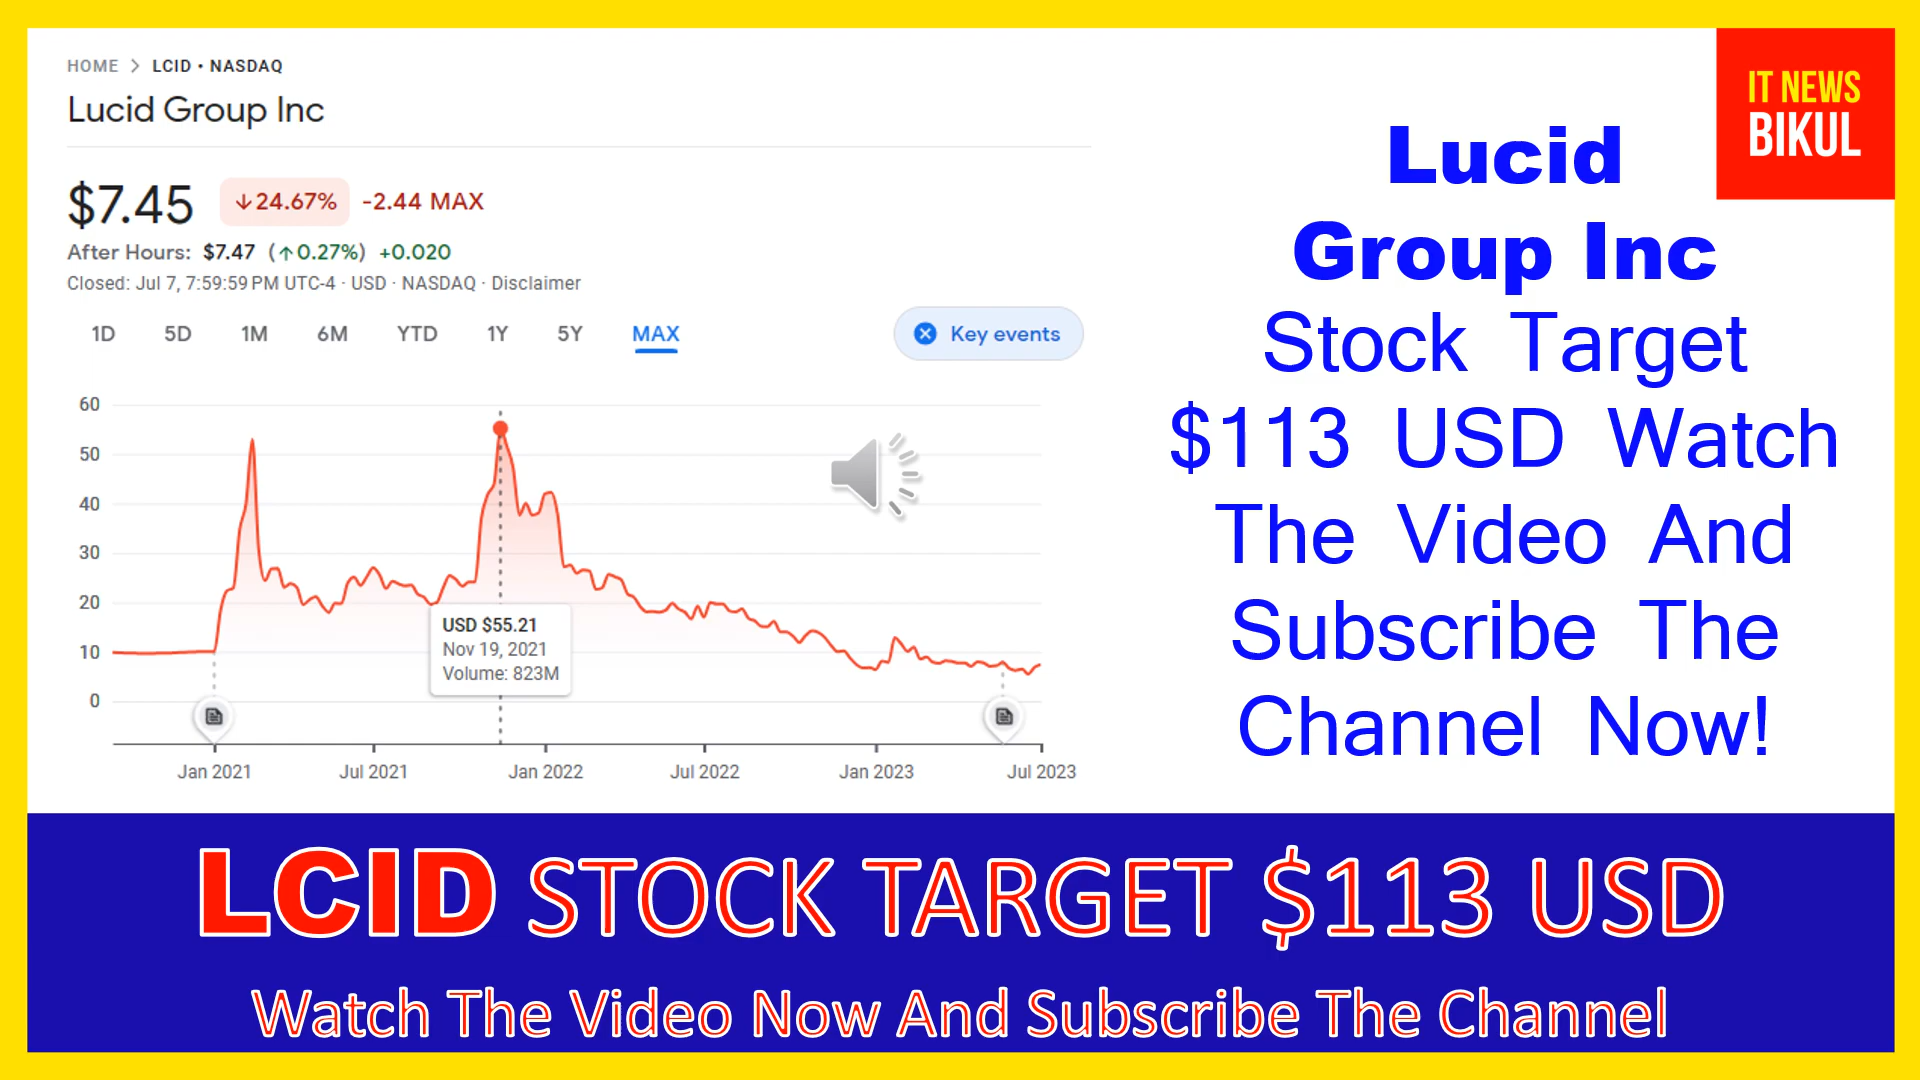 HOME > LCID • NASDAQ
Lucid Group Inc
$7.45 ↓24.67% -2.44 MAX
After Hours: $7.47 (↑0.27%) +0.020
Closed: Jul 7, 7:59:59 PM UTC-4 · USD · NASDAQ · Disclaimer
1D 5D 1M 6M YTD 1Y 5Y MAX
Key events
60
50
40
30
20
10
0
USD $55.21
Nov 19, 2021
Volume: 823M
Jan 2021 Jul 2021 Jan 2022 Jul 2022 Jan 2023 Jul 2023
IT NEWS
BIKUL
Lucid
Group Inc
Stock Target
$113 USD Watch
The Video And
Subscribe The
Channel Now!
LCID STOCK TARGET $113 USD
Watch The Video Now And Subscribe The Channel